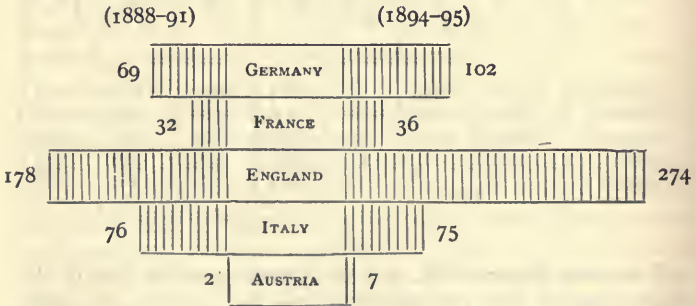 (1888–91) (1894–95)
69 GERMANY 102
32 FRANCE 36
178 ENGLAND 274
76 ITALY 75
2 AUSTRIA 7